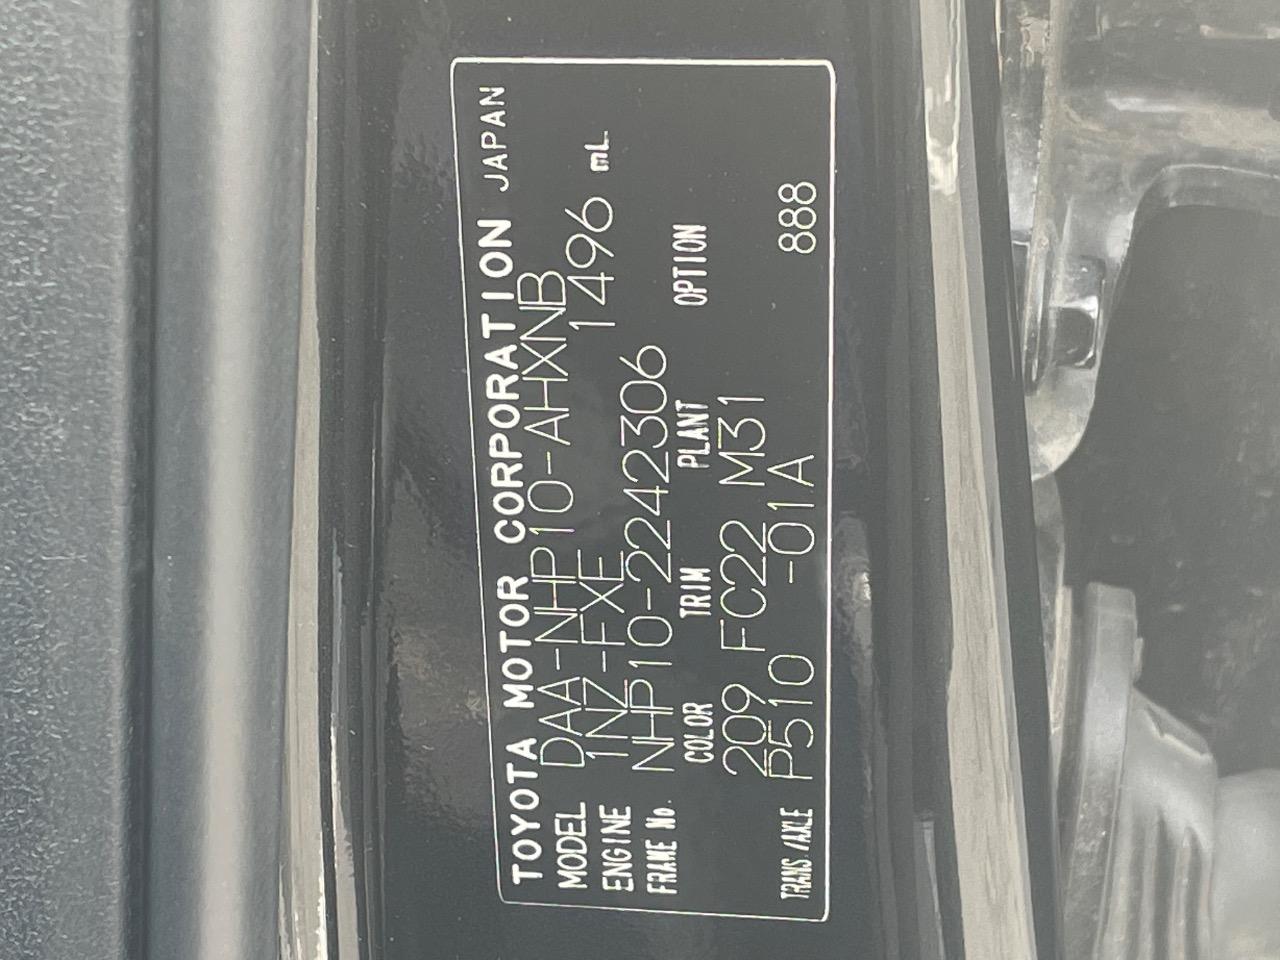 TOYOTA MOTOR CORPORATION JAPAN
MODEL DAA-NHP10-AHXNB
ENGINE 1NZ-FXE 1496 mL
FRAME No. NHP10-2242306
COLOR TRIM PLANT OPTION
209 FC22 M31
TRANS./AXLE P510 -01A 888